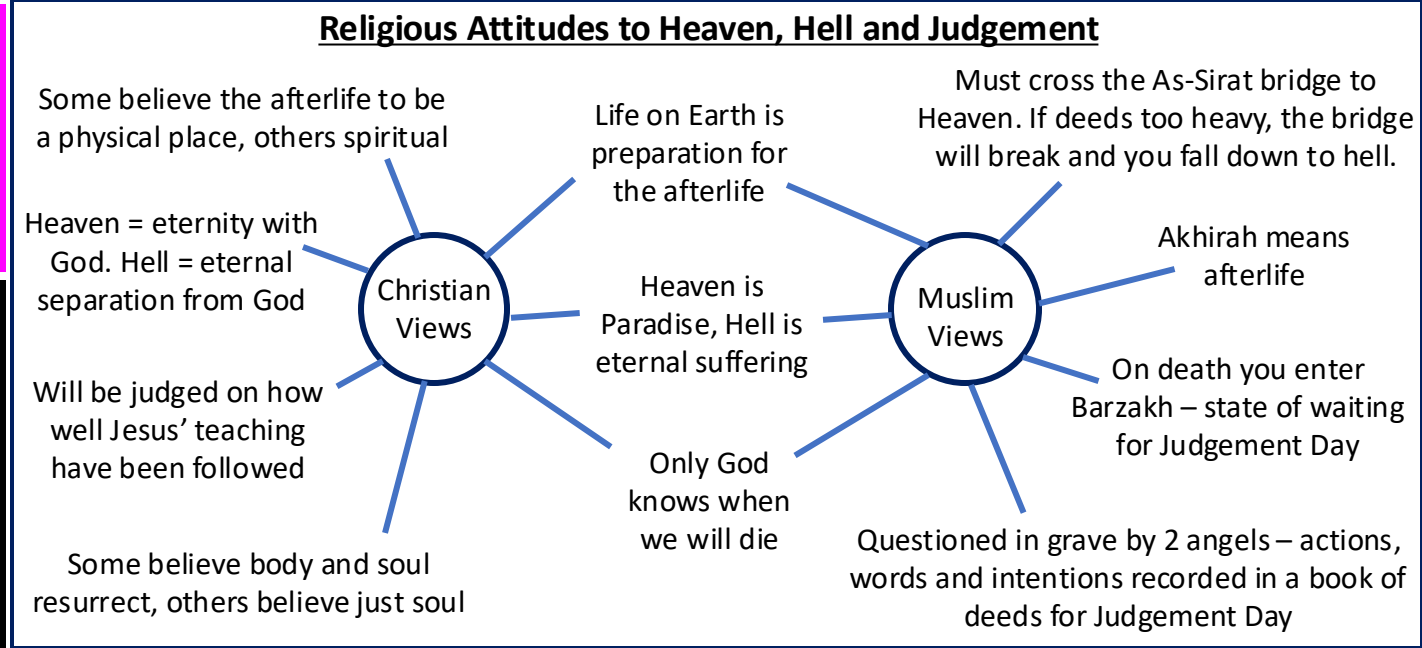 Religious Attitudes to Heaven, Hell and Judgement
Some believe the afterlife to be
a physical place, others spiritual
Heaven = eternity with
God. Hell = eternal
separation from God
Will be judged on how
well Jesus’ teaching
have been followed
Some believe body and soul
resurrect, others believe just soul
Christian
Views
Life on Earth is
preparation for
the afterlife
Heaven is
Paradise, Hell is
eternal suffering
Only God
knows when
we will die
Muslim
Views
Must cross the As-Sirat bridge to
Heaven. If deeds too heavy, the bridge
will break and you fall down to hell.
Akhirah means
afterlife
On death you enter
Barzakh – state of waiting
for Judgement Day
Questioned in grave by 2 angels – actions,
words and intentions recorded in a book of
deeds for Judgement Day